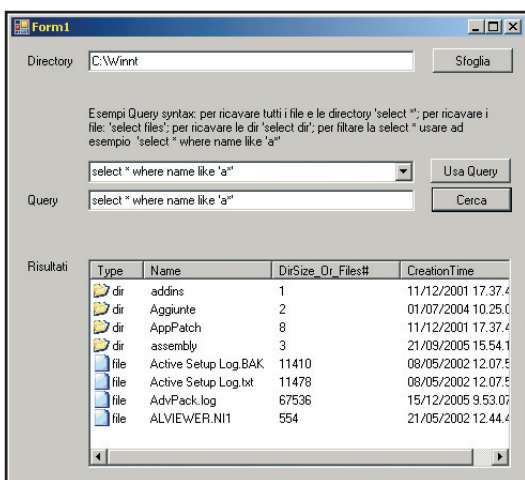 Form1
Directory C:\Winnt Sfoglia
Esempi Query syntax: per ricavare tutti i file e le directory 'select *'; per ricavare i
file: 'select files'; per ricavare le dir 'select dir'; per filtare la select * usare ad
esempio 'select * where name like 'a*'
select * where name like 'a*' Usa Query
Query select * where name like 'a*' Cerca
Risultati
Type Name DirSize_Or_Files# CreationTime
dir addins 1 11/12/2001 17.37.4
dir Aggiunte 2 01/07/2004 10.25.0
dir AppPatch 8 11/12/2001 17.37.4
dir assembly 3 21/09/2005 15.54.1
file Active Setup Log.BAK 11410 08/05/2002 12.07.5
file Active Setup Log.txt 11478 08/05/2002 12.07.5
file AdvPack.log 67536 15/12/2005 9.53.07
file ALVIEWER.NI1 554 21/05/2002 12.44.4